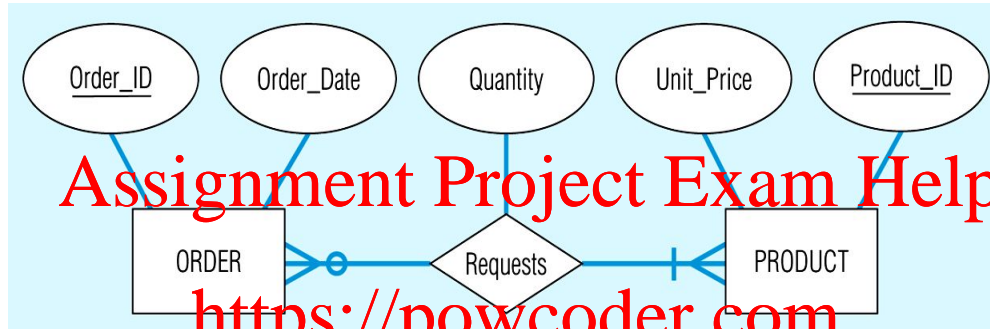 Order_ID Order_Date Quantity Unit_Price Product_ID
Assignment Project Exam Help
ORDER Requests PRODUCT
https://powcoder.com